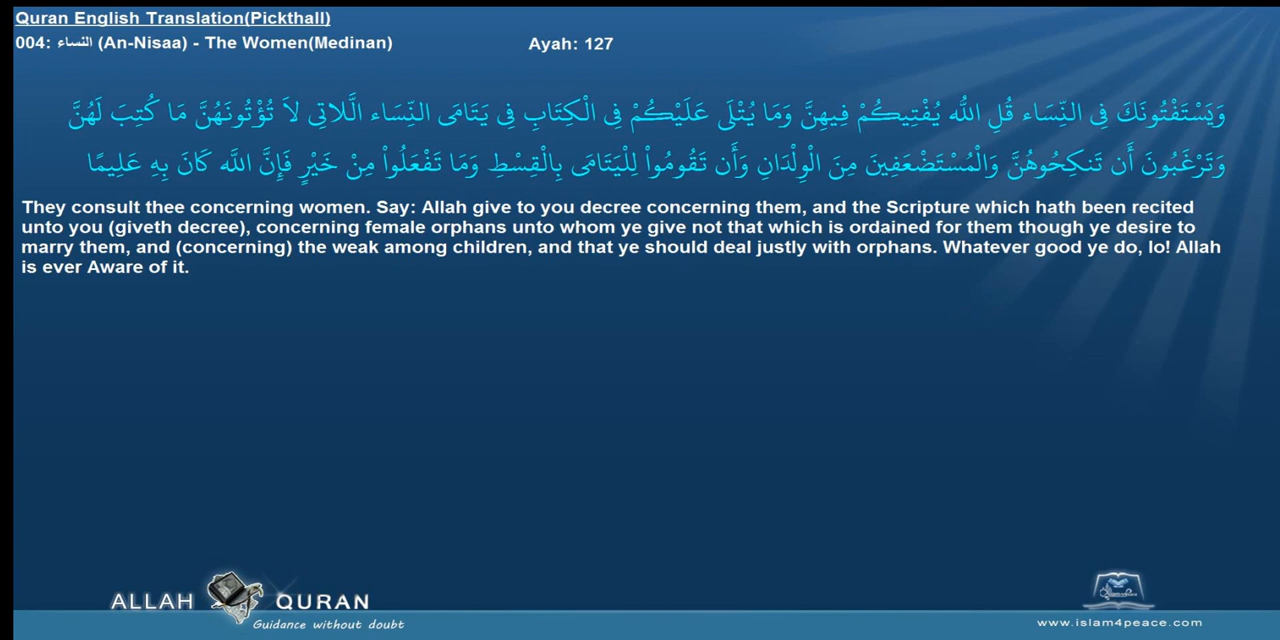 Quran English Translation(Pickthall)
004: النساء (An-Nisaa) - The Women(Medinan)
Ayah: 127
وَيَسْتَفْتُونَكَ فِي النِّسَاء قُلِ اللّهُ يُفْتِيكُمْ فِيهِنَّ وَمَا يُتْلَى عَلَيْكُمْ فِي الْكِتَابِ فِي يَتَامَى النِّسَاء الَّلاتِي لاَ تُؤْتُونَهُنَّ مَا كُتِبَ لَهُنَّ
وَتَرْغَبُونَ أَن تَنكِحُوهُنَّ وَالْمُسْتَضْعَفِينَ مِنَ الْوِلْدَانِ وَأَن تَقُومُواْ لِلْيَتَامَى بِالْقِسْطِ وَمَا تَفْعَلُواْ مِنْ خَيْرٍ فَإِنَّ اللّهَ كَانَ بِهِ عَلِيمًا
They consult thee concerning women. Say: Allah give to you decree concerning them, and the Scripture which hath been recited
unto you (giveth decree), concerning female orphans unto whom ye give not that which is ordained for them though ye desire to
marry them, and (concerning) the weak among children, and that ye should deal justly with orphans. Whatever good ye do, lo! Allah
is ever Aware of it.
ALLAH QURAN
Guidance without doubt
www.islam4peace.com